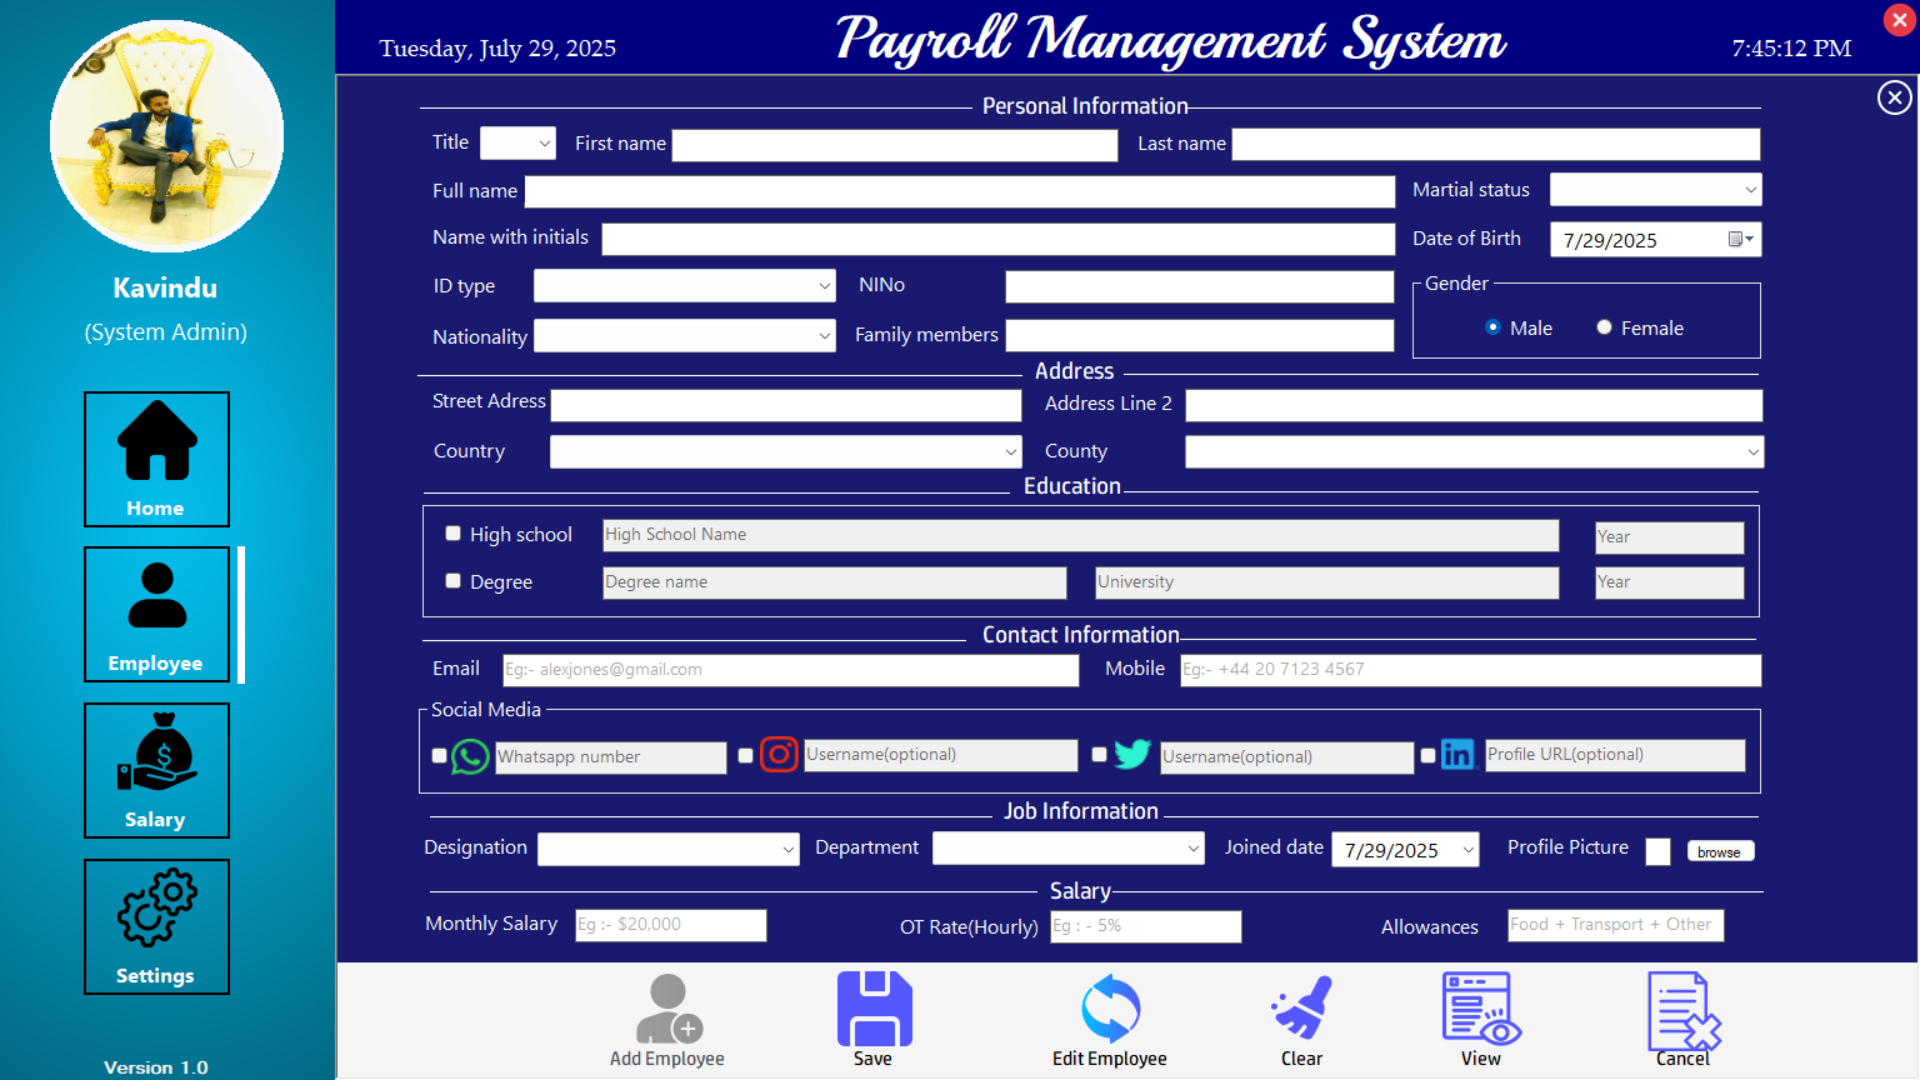 Tuesday, July 29, 2025
Payroll Management System
7:45:12 PM
Kavindu
(System Admin)
Home
Employee
Salary
Settings
Version 1.0
Personal Information
Title First name Last name
Full name Martial status
Name with initials Date of Birth 7/29/2025
ID type NINo Gender
Male Female
Nationality Family members
Address
Street Adress Address Line 2
Country County
Education
High school High School Name Year
Degree Degree name University Year
Contact Information
Email Eg:- alexjones@gmail.com Mobile Eg:- +44 20 7123 4567
Social Media
Whatsapp number Username(optional) Username(optional) in Profile URL(optional)
Job Information
Designation Department Joined date 7/29/2025 Profile Picture browse
Salary
Monthly Salary Eg :- $20,000 OT Rate(Hourly) Eg : - 5% Allowances Food + Transport + Other
Add Employee Save Edit Employee Clear View Cancel